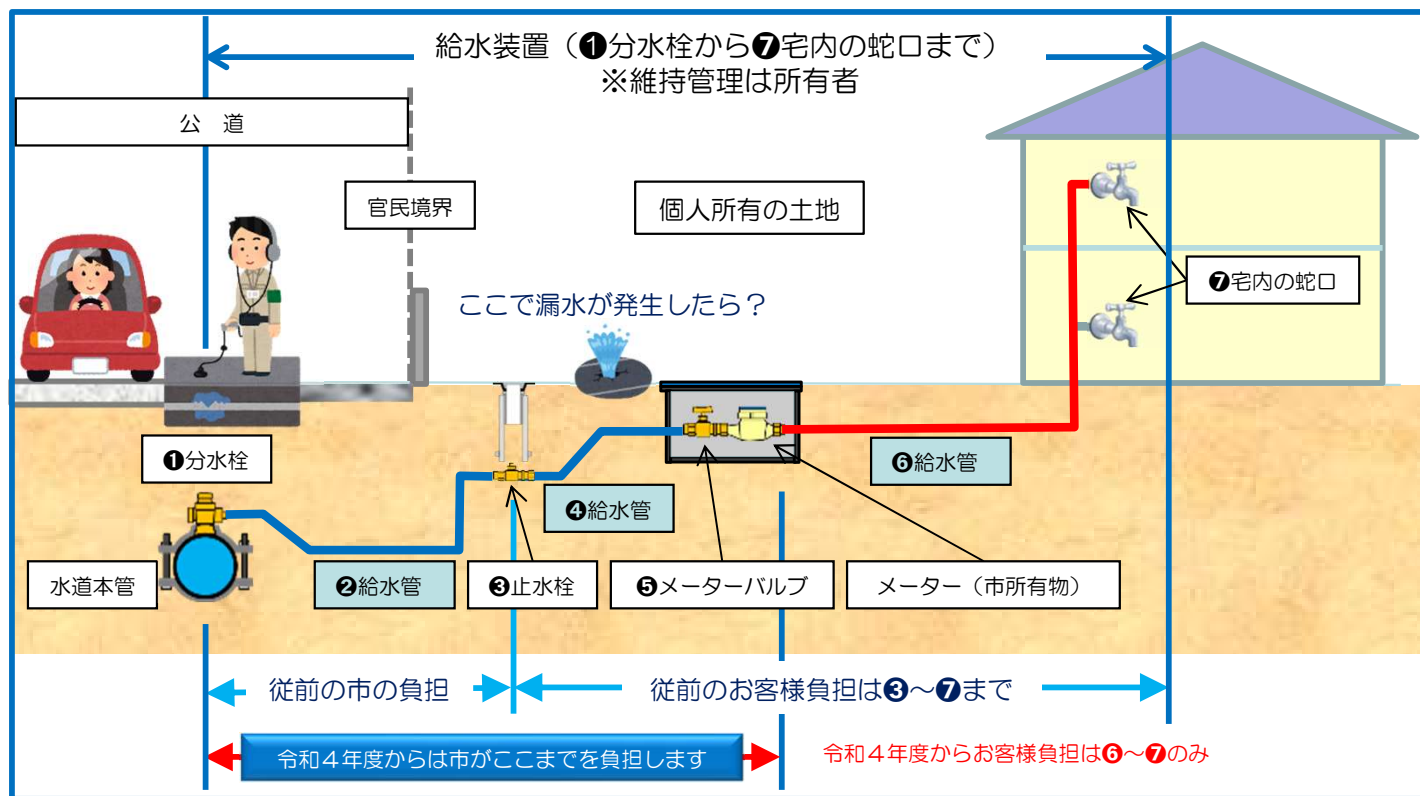 給水装置（❶分水栓から❼宅内の蛇口まで）
※維持管理は所有者
公　道
官民境界
個人所有の土地
❼宅内の蛇口
ここで漏水が発生したら？
❶分水栓
❻給水管
❹給水管
水道本管
❷給水管
❸止水栓
❺メーターバルブ
メーター（市所有物）
従前の市の負担
従前のお客様負担は❸～❼まで
令和４年度からは市がここまでを負担します
令和４年度からお客様負担は❻～❼のみ